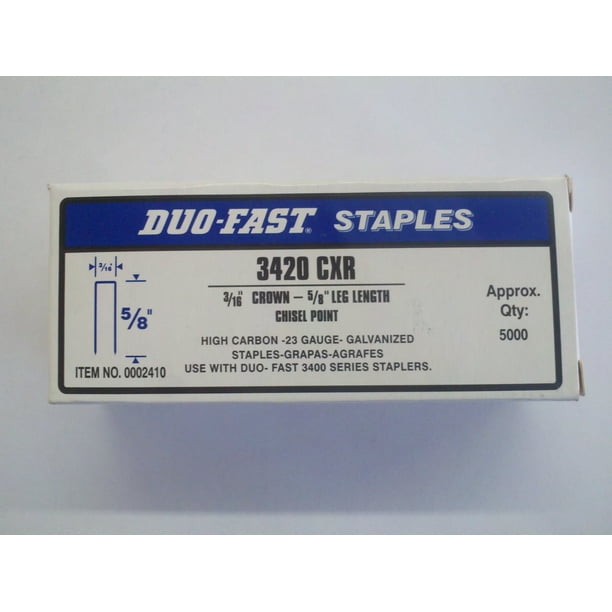 DUO-FAST® STAPLES
3420 CXR
3/16" CROWN – 5/8" LEG LENGTH
CHISEL POINT
HIGH CARBON -23 GAUGE- GALVANIZED
STAPLES-GRAPAS-AGRAFES
USE WITH DUO- FAST 3400 SERIES STAPLERS.
3/16"
5/8"
ITEM NO. 0002410
Approx.
Qty:
5000